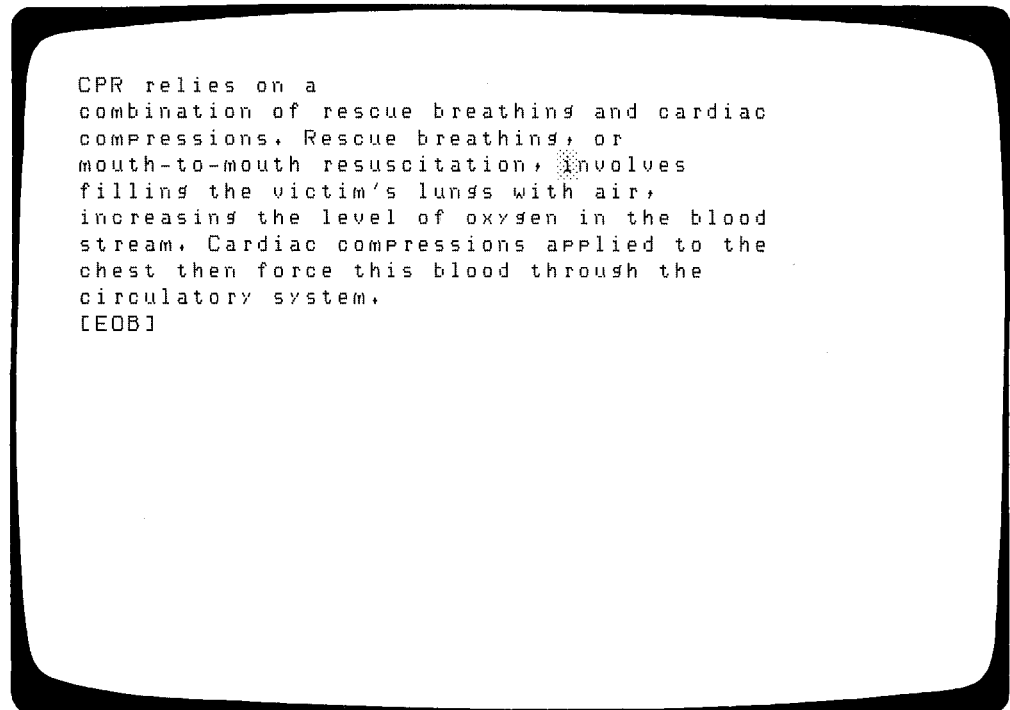 CPR relies on a
combination of rescue breathing and cardiac
compressions. Rescue breathing, or
mouth-to-mouth resuscitation, involves
filling the victim's lungs with air,
increasing the level of oxygen in the blood
stream. Cardiac compressions applied to the
chest then force this blood through the
circulatory system.
[EOB]